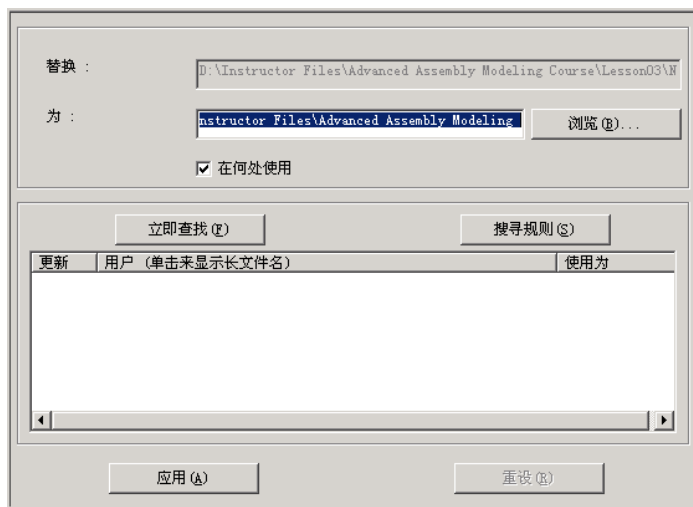 替换 : D:\Instructor Files\Advanced Assembly Modeling Course\Lesson03\N
为 : nstructor Files\Advanced Assembly Modeling 浏览(B)...
在何处使用
立即查找(F) 搜寻规则(S)
更新 用户 (单击来显示长文件名) 使用为
应用(A) 重设(R)